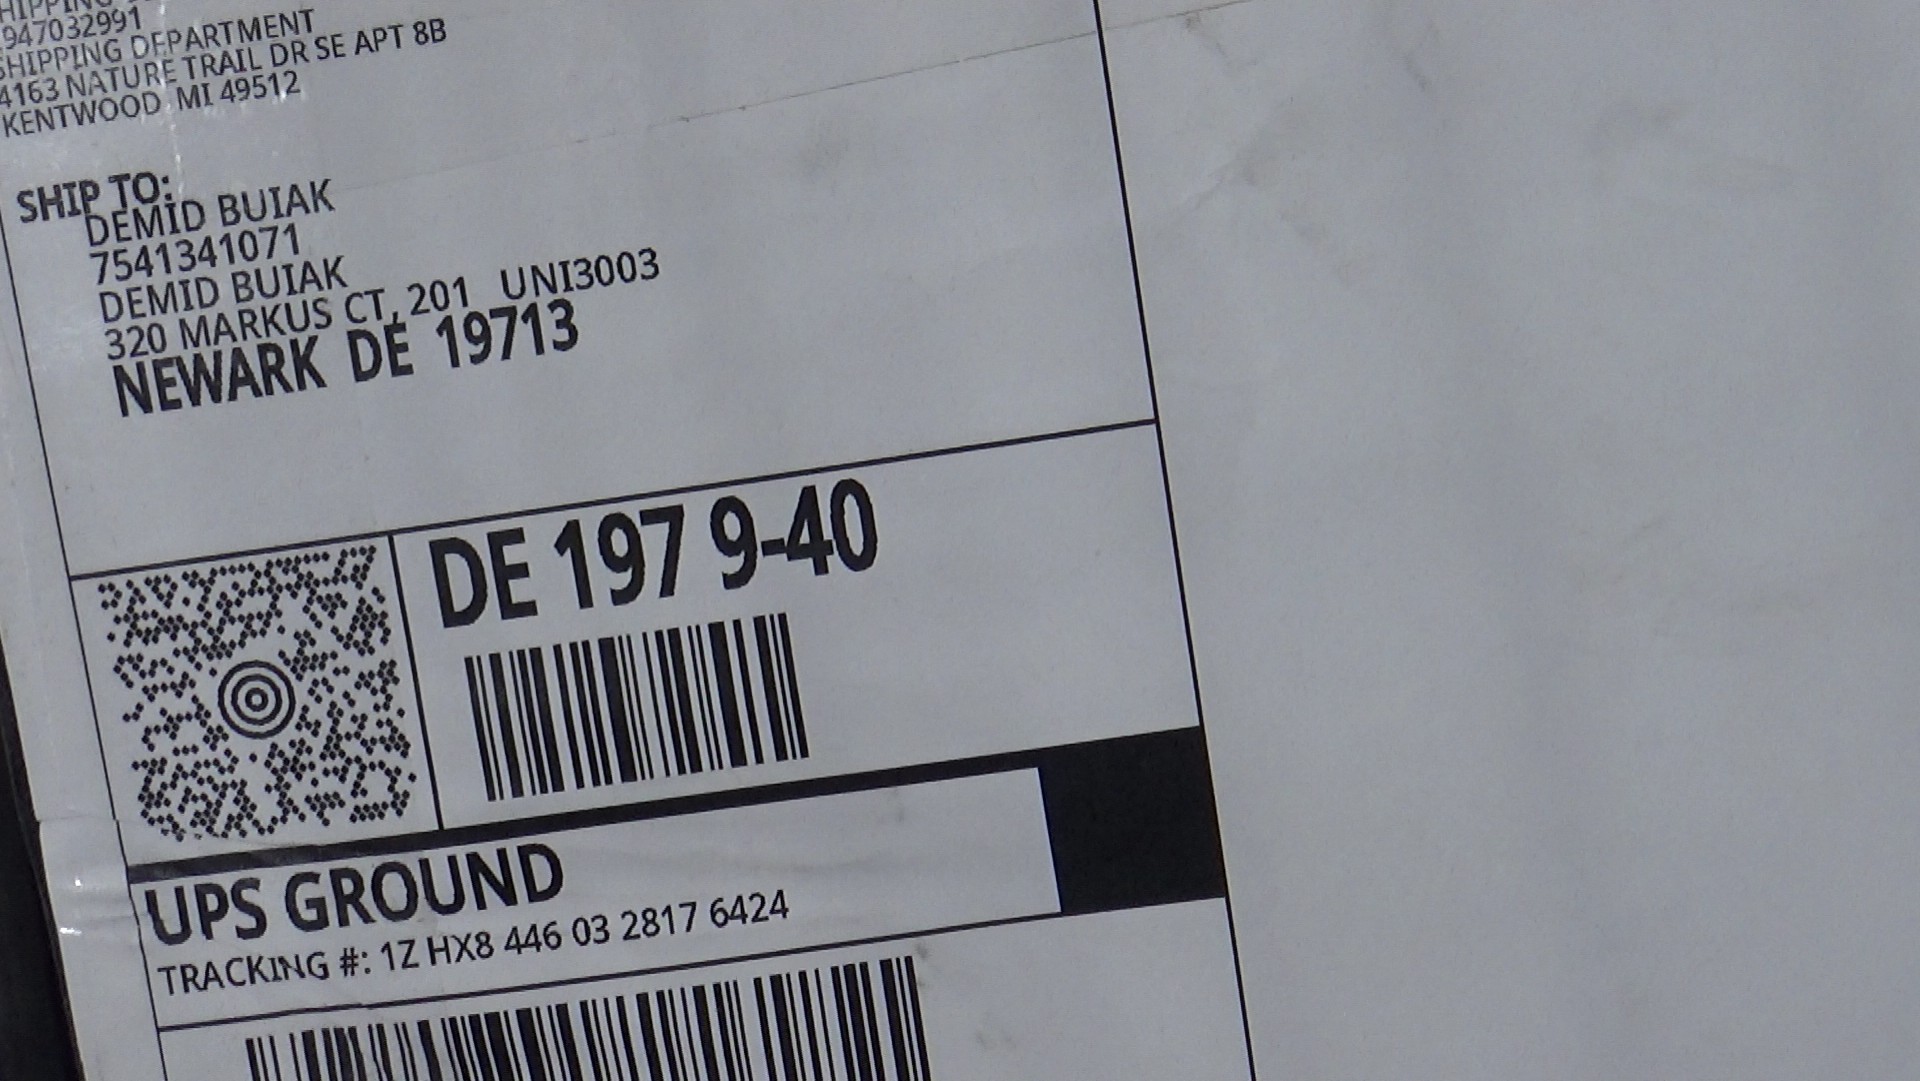 SHIPPING
947032991
SHIPPING DEPARTMENT
4163 NATURE TRAIL DR SE APT 8B
KENTWOOD MI 49512
SHIP TO:
DEMID BUIAK
7541341071
DEMID BUIAK
320 MARKUS CT, 201 UNI3003
NEWARK DE 19713
DE 197 9-40
UPS GROUND
TRACKING #: 1Z HX8 446 03 2817 6424